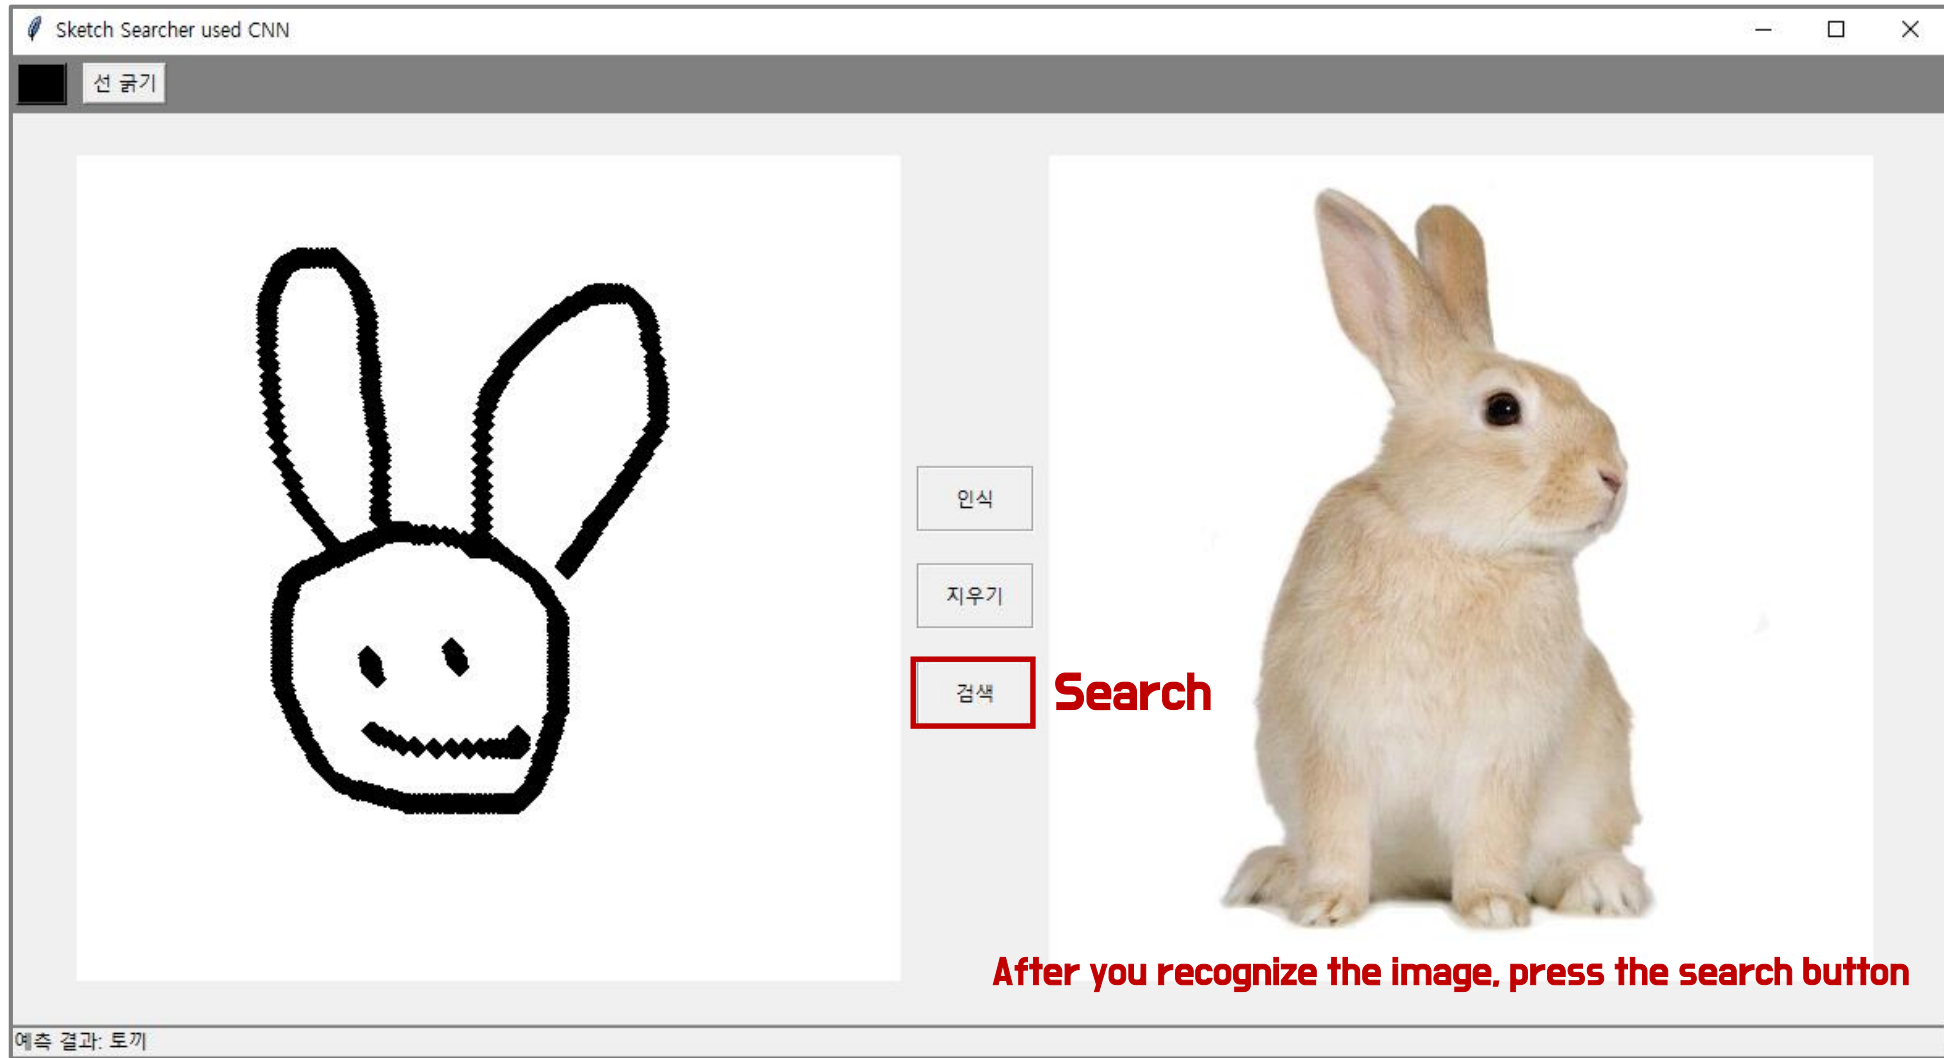 Sketch Searcher used CNN
선 굵기
인식
지우기
검색
Search
After you recognize the image, press the search button
예측 결과: 토끼